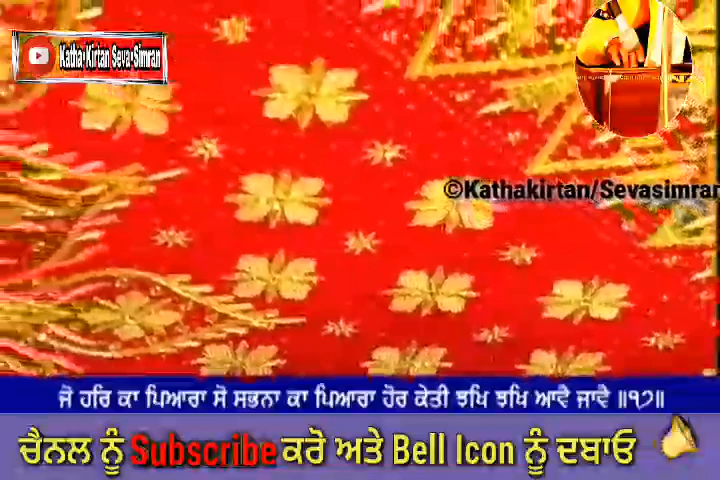 Katha•Kirtan Seva•Simran
©Kathakirtan/Sevasimran
ਜੋ ਹਰਿ ਕਾ ਪਿਆਰਾ ਸੋ ਸਭਨਾ ਕਾ ਪਿਆਰਾ ਹੋਰ ਕੇਤੀ ਝਖਿ ਝਖਿ ਆਵੈ ਜਾਵੈ ॥੧੭॥
ਚੈਨਲ ਨੂੰ Subscribe ਕਰੋ ਅਤੇ Bell Icon ਨੂੰ ਦਬਾਓ